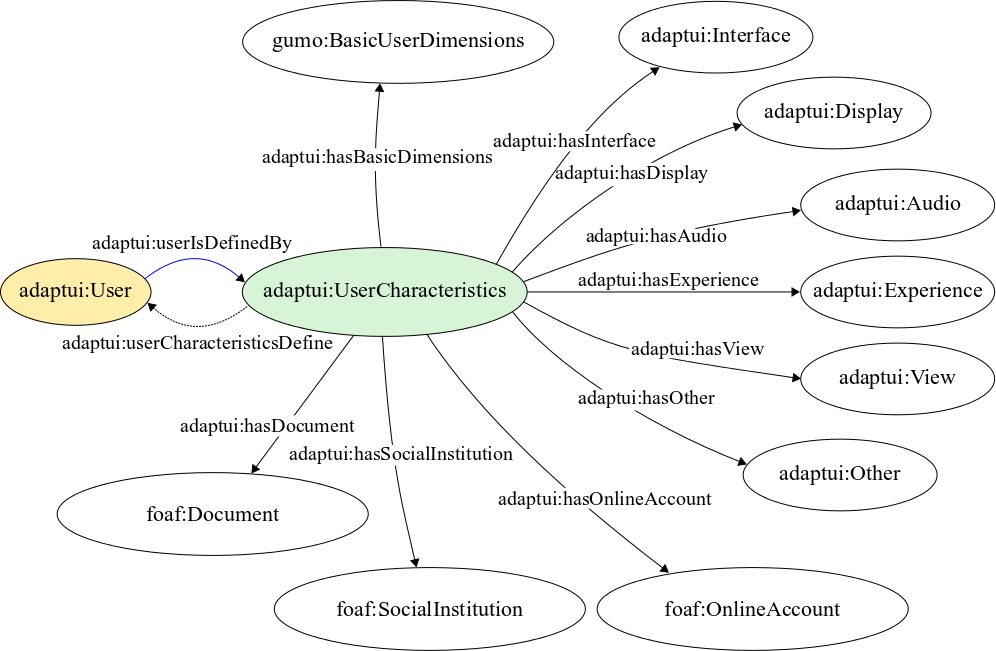 gumo:BasicUserDimensions
adaptui:Interface
adaptui:Display
adaptui:hasInterface
adaptui:hasBasicDimensions
adaptui:hasDisplay
adaptui:Audio
adaptui:hasAudio
adaptui:userIsDefinedBy
adaptui:hasExperience
adaptui:User
adaptui:UserCharacteristics
adaptui:Experience
adaptui:userCharacteristicsDefine
adaptui:hasView
adaptui:View
adaptui:hasOther
adaptui:hasDocument
adaptui:hasSocialInstitution
adaptui:Other
adaptui:hasOnlineAccount
foaf:Document
foaf:SocialInstitution
foaf:OnlineAccount